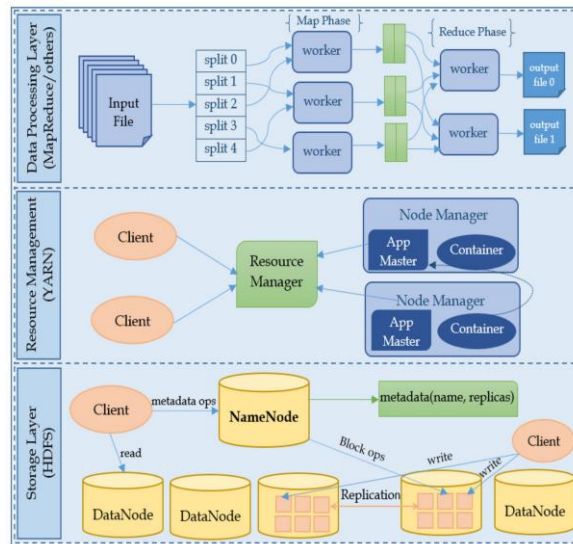 Data Processing Layer
(MapReduce/others)
Map Phase
Reduce Phase
Input
File
split 0
split 1
split 2
split 3
split 4
worker
worker
worker
worker
worker
output
file 0
output
file 1
Resource Management
(YARN)
Client
Client
Resource
Manager
Node Manager
App
Master
Container
Node Manager
App
Master
Container
Storage Layer
(HDFS)
Client
metadata ops
NameNode
metadata(name, replicas)
Client
read
Block ops
write
write
Replication
DataNode
DataNode
DataNode